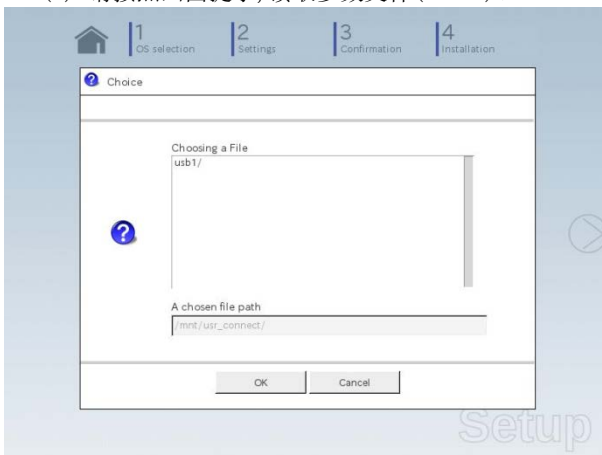 1
OS selection
2
Settings
3
Confirmation
4
Installation
Choice
Choosing a File
usb1/
A chosen file path
/mnt/usr_connect/
OK
Cancel
Setup